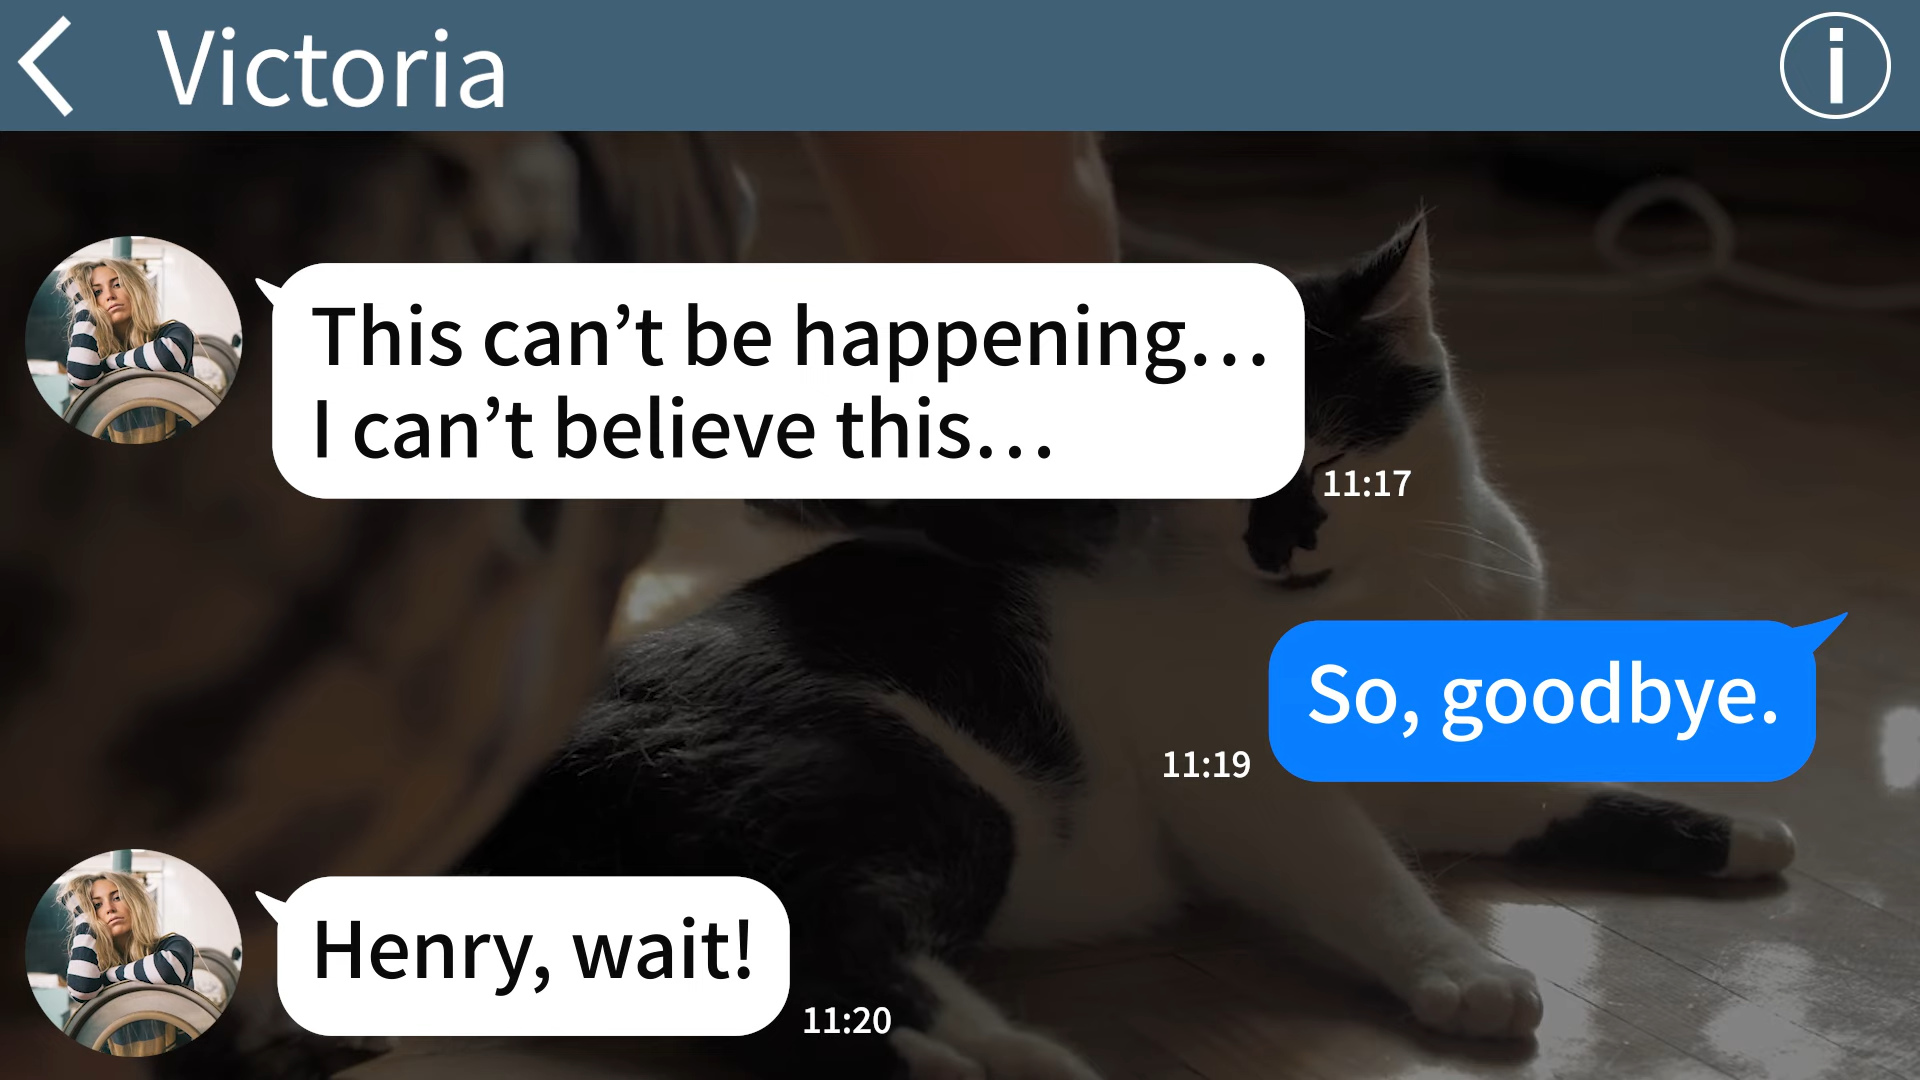 Victoria
This can’t be happening…
I can’t believe this…
11:17
So, goodbye.
11:19
Henry, wait!
11:20